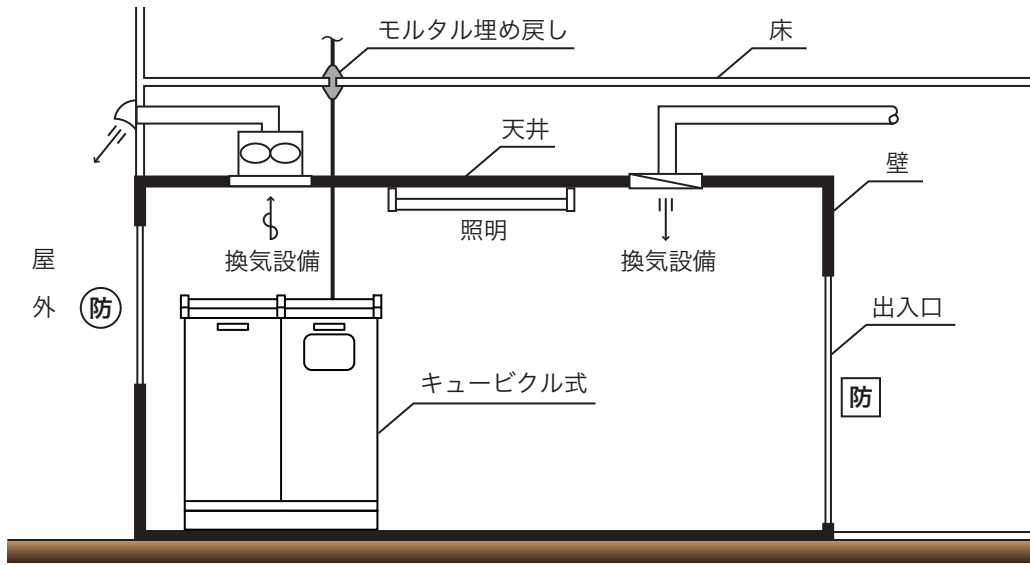 モルタル埋め戻し
床
天井
壁
照明
換気設備
換気設備
屋
外
防
出入口
キュービクル式
防